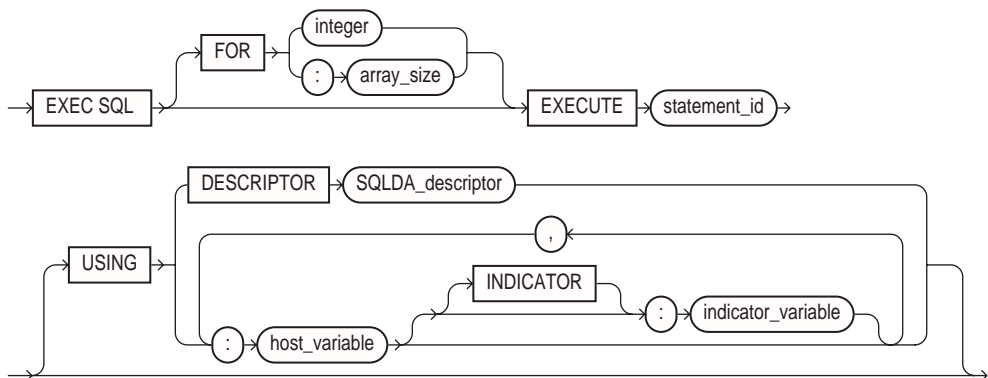 integer
FOR
: array_size
EXEC SQL EXECUTE statement_id
DESCRIPTOR SQLDA_descriptor
,
USING
INDICATOR
: indicator_variable
: host_variable